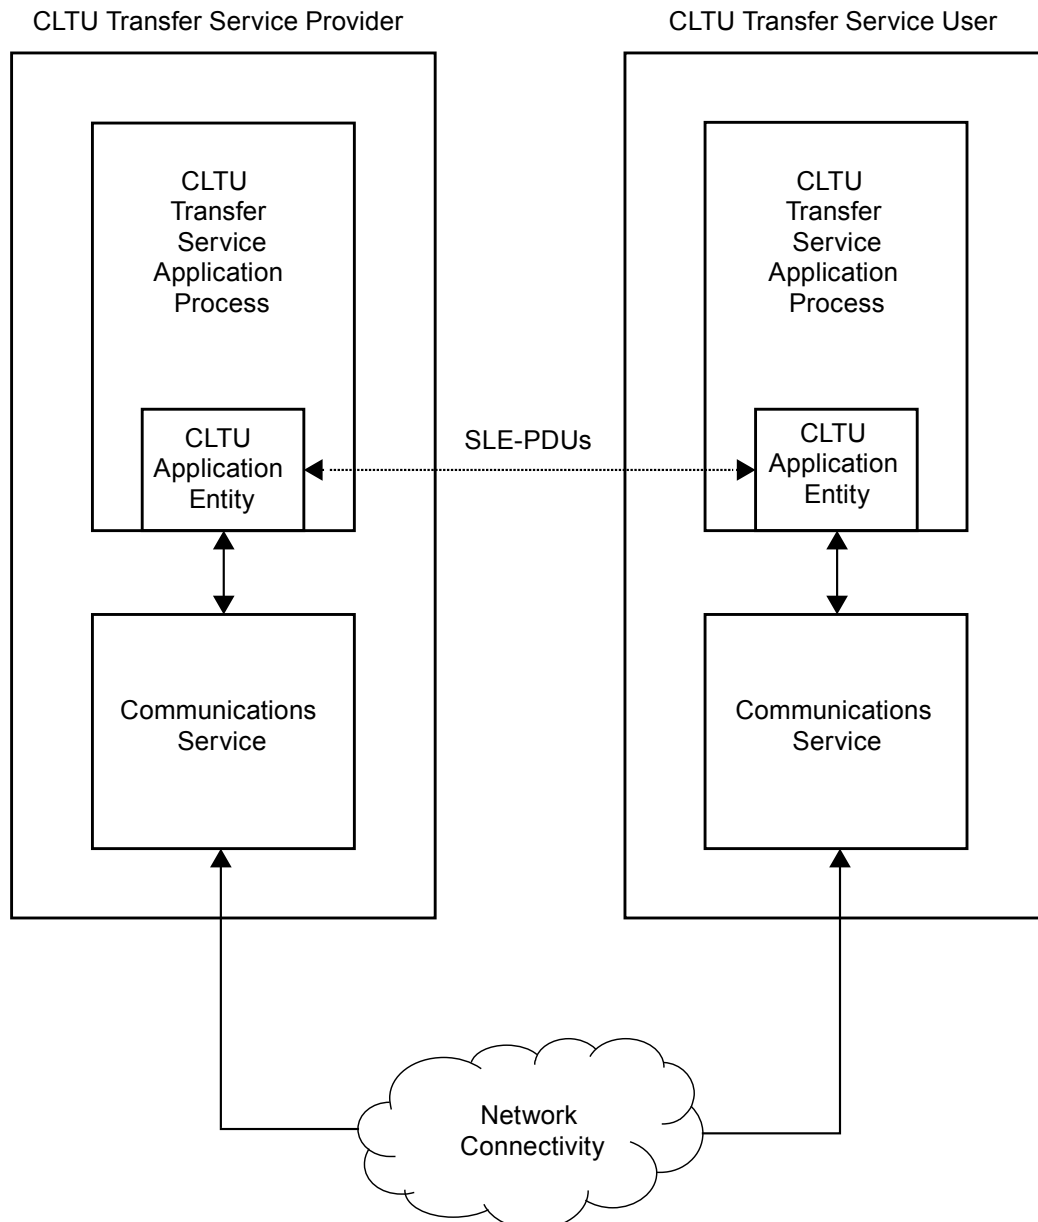 CLTU Transfer Service Provider
CLTU Transfer Service User
CLTU
Transfer
Service
Application
Process
CLTU
Transfer
Service
Application
Process
CLTU
Application
Entity
SLE-PDUs
CLTU
Application
Entity
Communications
Service
Communications
Service
Network
Connectivity